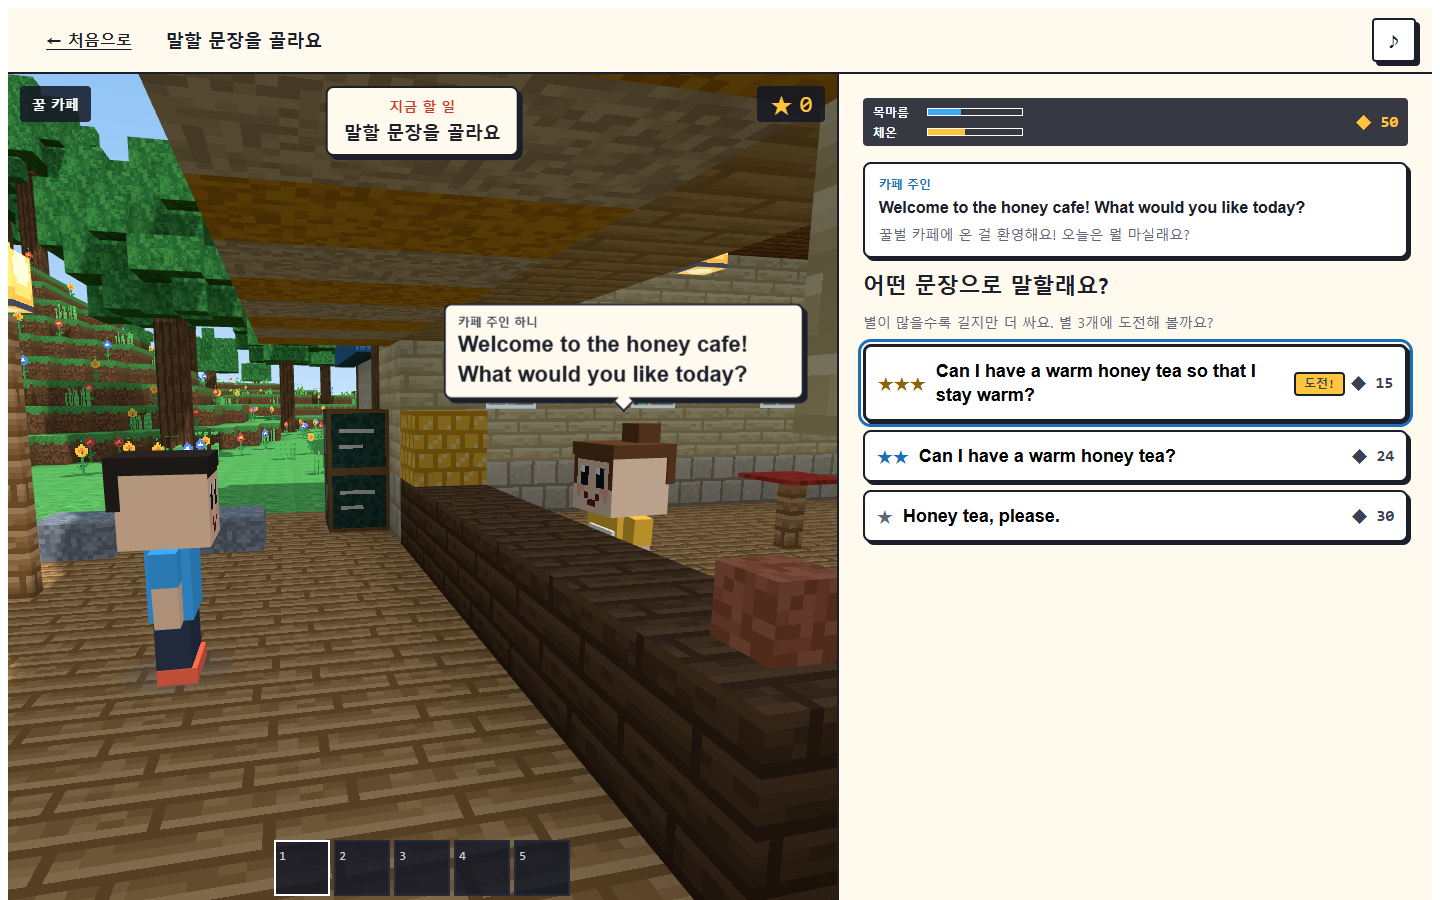 ← 처음으로
말할 문장을 골라요
♪
꿀 카페
지금 할 일
말할 문장을 골라요
★ 0
카페 주인 하니
Welcome to the honey cafe!
What would you like today?
1
2
3
4
5
목마름
체온
◆ 50
카페 주인
Welcome to the honey cafe! What would you like today?
꿀벌 카페에 온 걸 환영해요! 오늘은 뭘 마실래요?
어떤 문장으로 말할래요?
별이 많을수록 길지만 더 싸요. 별 3개에 도전해 볼까요?
★★★ Can I have a warm honey tea so that I
stay warm?
도전! ◆ 15
★★ Can I have a warm honey tea? ◆ 24
★ Honey tea, please. ◆ 30